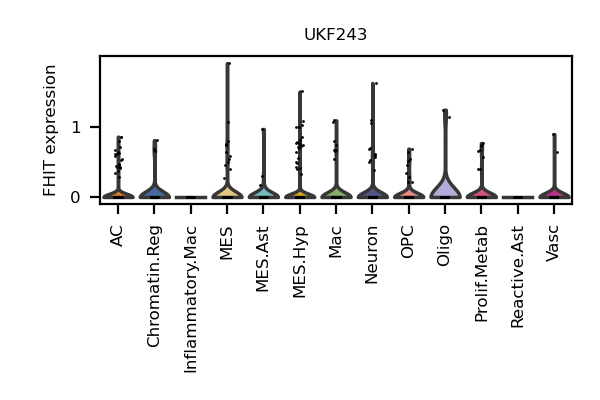 UKF243
FHIT expression
1
0
AC
Chromatin.Reg
Inflammatory.Mac
MES
MES.Ast
MES.Hyp
Mac
Neuron
OPC
Oligo
Prolif.Metab
Reactive.Ast
Vasc